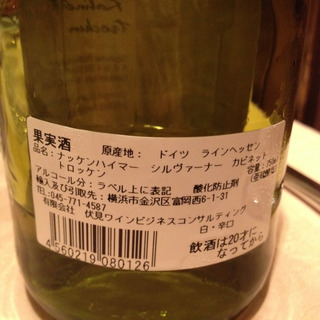 Trocken
果実酒
原産地： ドイツ ラインヘッセン
品名：ナッケンハイマー シルヴァーナー カビネット
トロッケン
容量：750ml
アルコール分：ラベル上に表記 酸化防止剤
輸入及び引取先：横浜市金沢区富岡西6-1-31
TEL:045-771-4587
有限会社 伏見ワインビジネスコンサルティング
白・辛口
4560219080126
飲酒は20才に
なってから